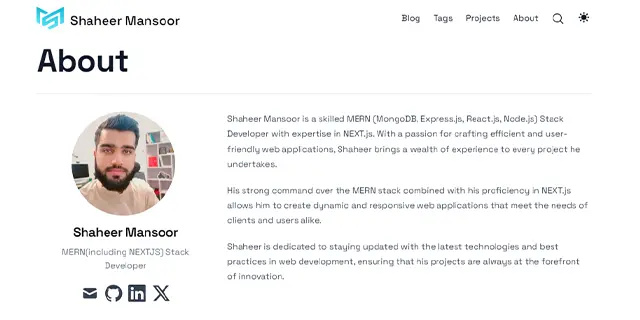 Shaheer Mansoor
Blog Tags Projects About
About
Shaheer Mansoor is a skilled MERN (MongoDB, Express.js, React.js, Node.js) Stack
Developer with expertise in NEXT.js. With a passion for crafting efficient and user-
friendly web applications, Shaheer brings a wealth of experience to every project he
undertakes.
His strong command over the MERN stack combined with his proficiency in NEXT.js
allows him to create dynamic and responsive web applications that meet the needs of
clients and users alike.
Shaheer is dedicated to staying updated with the latest technologies and best
practices in web development, ensuring that his projects are always at the forefront
of innovation.
Shaheer Mansoor
MERN(including NEXTJS) Stack
Developer